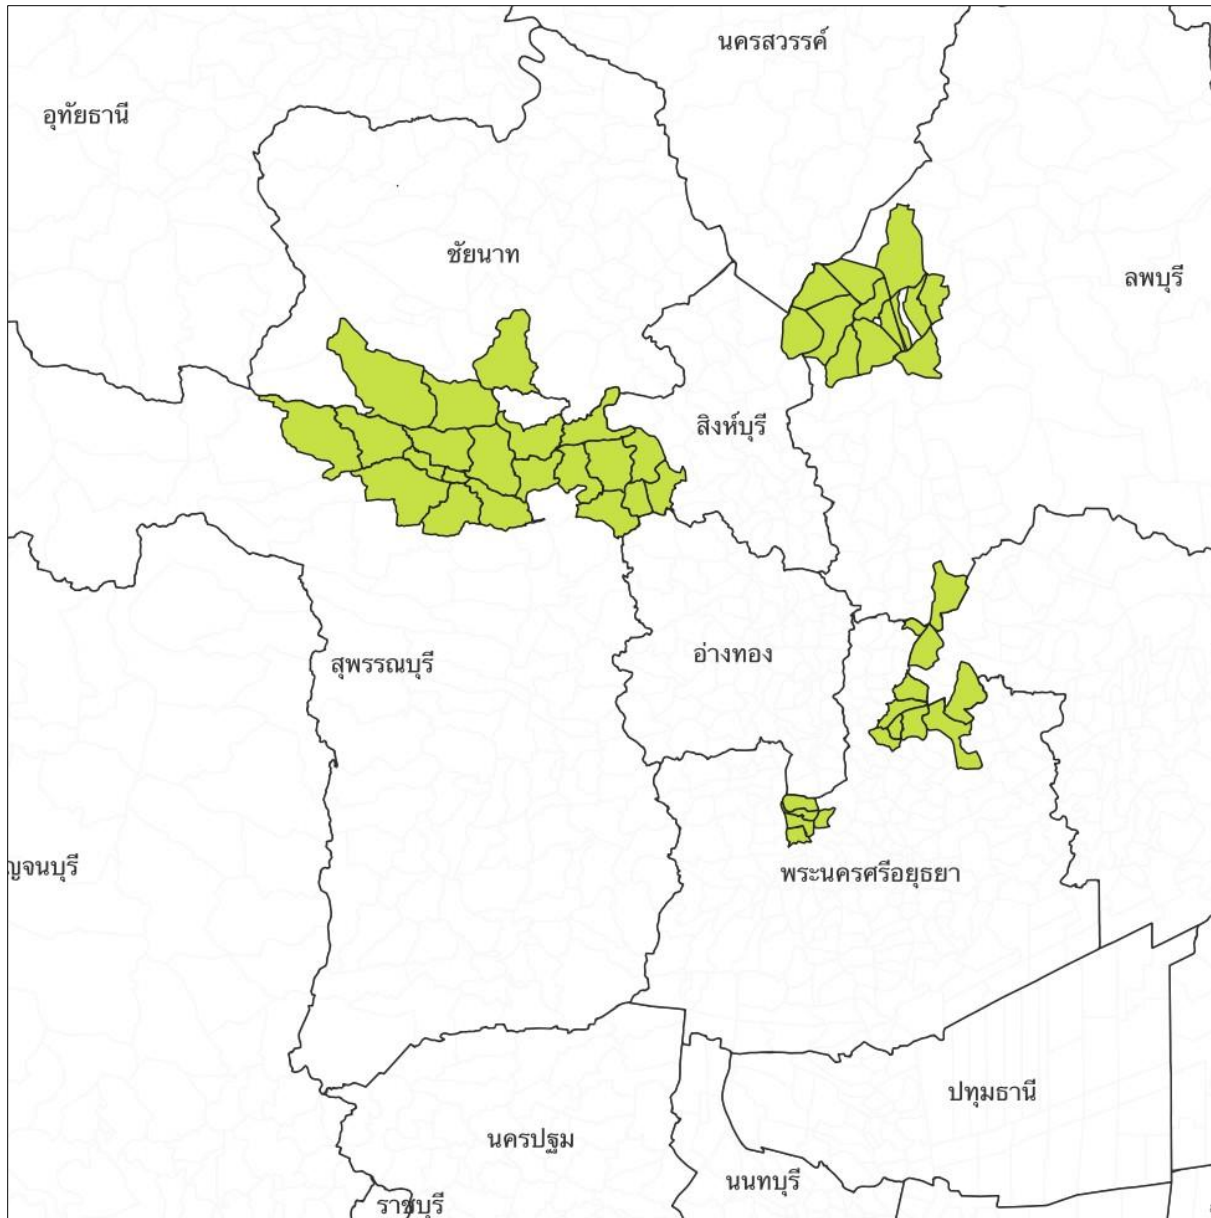 นครสวรรค์
อุทัยธานี
ชัยนาท
ลพบุรี
สิงห์บุรี
อ่างทอง
สุพรรณบุรี
ญจนบุรี
พระนครศรีอยุธยา
ปทุมธานี
นครปฐม
นนทบุรี
ราชบุรี